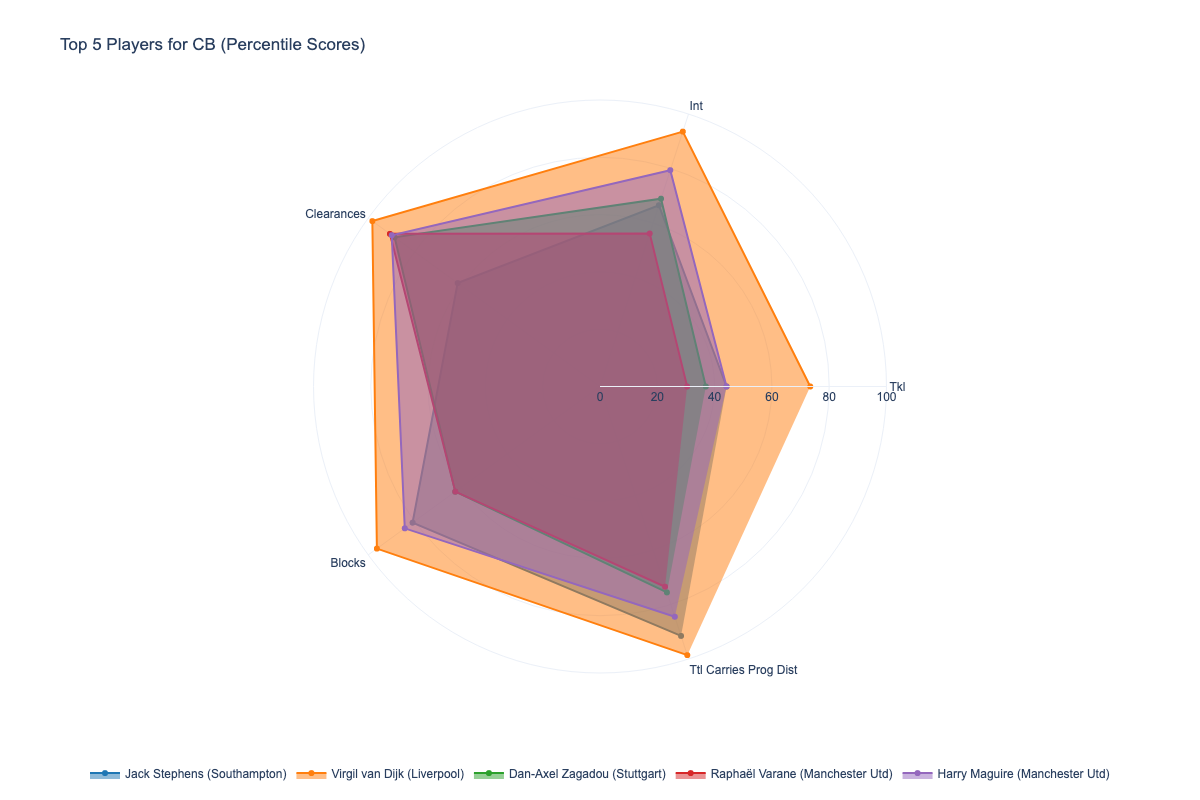 Top 5 Players for CB (Percentile Scores)
Int
Clearances
Tkl
0 20 40 60 80 100
Blocks
Ttl Carries Prog Dist
Jack Stephens (Southampton) Virgil van Dijk (Liverpool) Dan-Axel Zagadou (Stuttgart) Raphaël Varane (Manchester Utd) Harry Maguire (Manchester Utd)